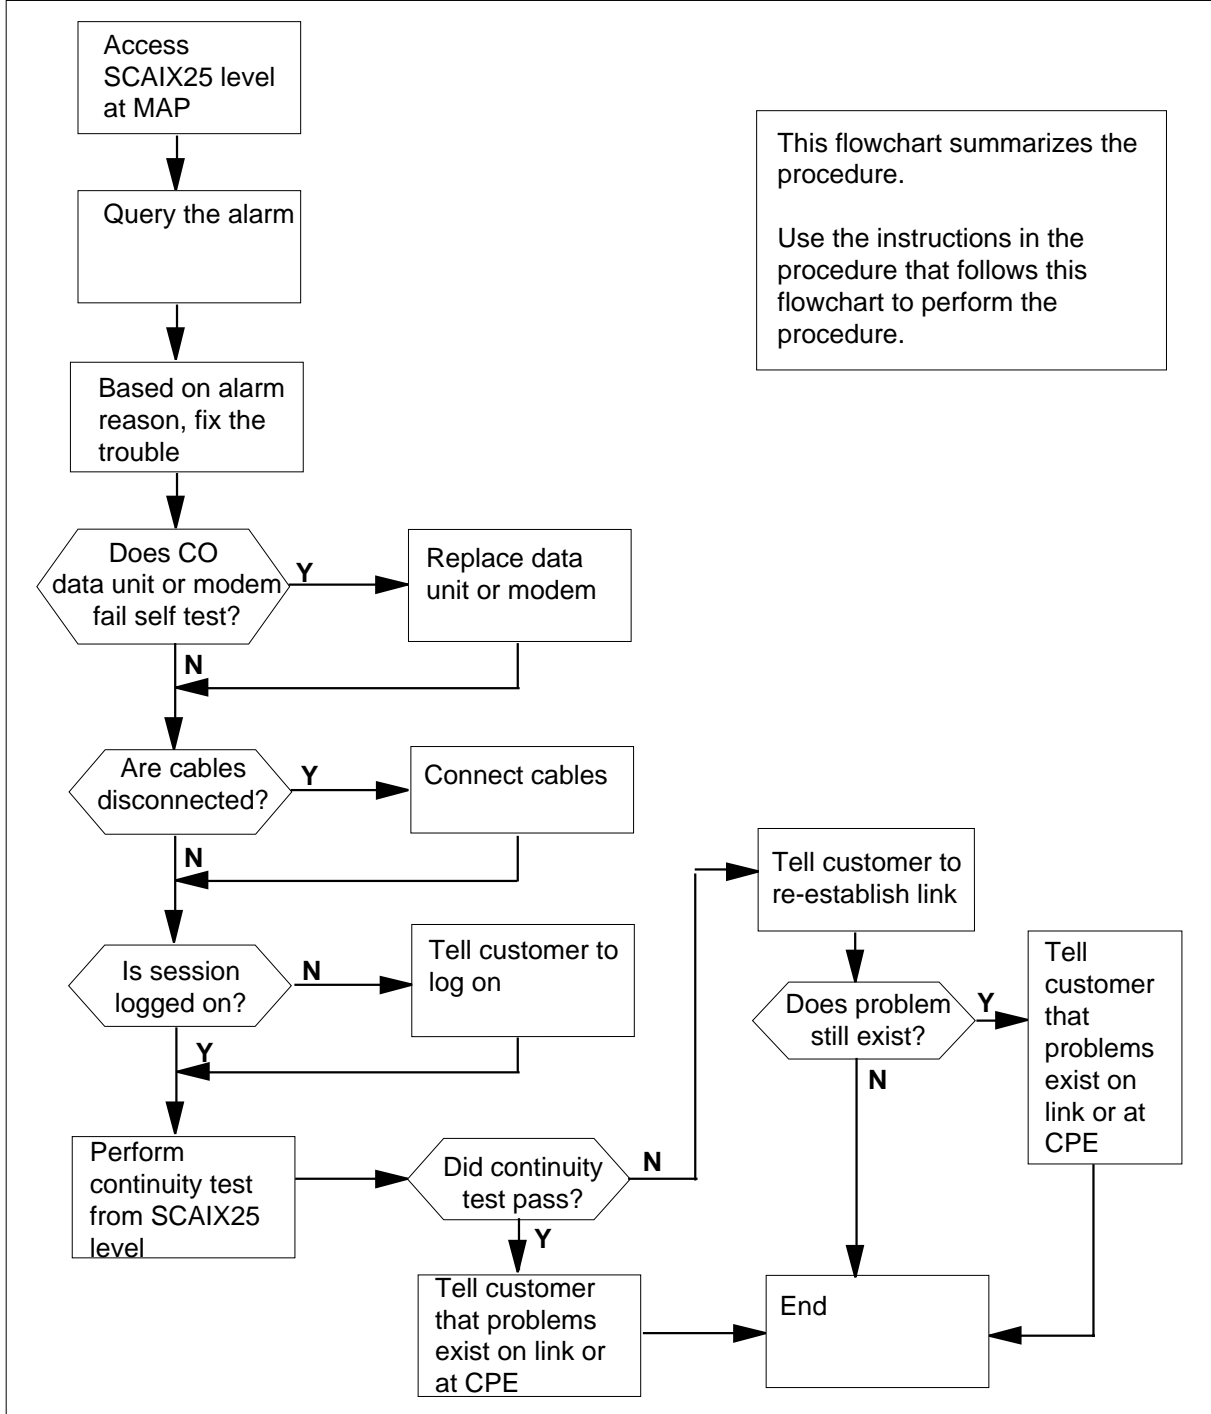 Access
SCAIX25 level
at MAP
This flowchart summarizes the
procedure.
Use the instructions in the
procedure that follows this
flowchart to perform the
procedure.
Query the alarm
Based on alarm
reason, fix the
trouble
Does CO
data unit or modem
fail self test?
Y
Replace data
unit or modem
N
Are cables
disconnected?
Y
Connect cables
N
Is session
logged on?
N
Tell customer to
log on
Y
Perform
continuity test
from SCAIX25
level
Did continuity
test pass?
N
Tell customer to
re-establish link
Does problem
still exist?
Y
Tell
customer
that
problems
exist on
link or at
CPE
N
Y
Tell customer
that problems
exist on link or
at CPE
End